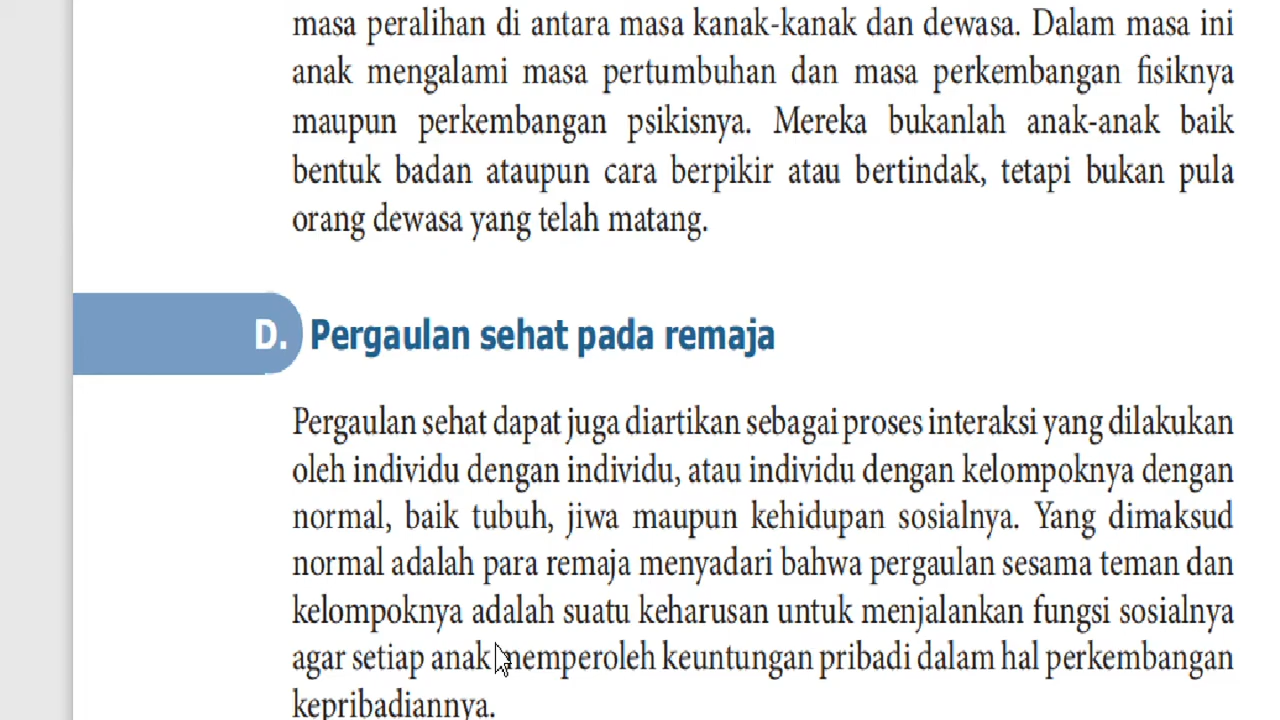 masa peralihan di antara masa kanak-kanak dan dewasa. Dalam masa ini
anak mengalami masa pertumbuhan dan masa perkembangan fisiknya
maupun perkembangan psikisnya. Mereka bukanlah anak-anak baik
bentuk badan ataupun cara berpikir atau bertindak, tetapi bukan pula
orang dewasa yang telah matang.
D. Pergaulan sehat pada remaja
Pergaulan sehat dapat juga diartikan sebagai proses interaksi yang dilakukan
oleh individu dengan individu, atau individu dengan kelompoknya dengan
normal, baik tubuh, jiwa maupun kehidupan sosialnya. Yang dimaksud
normal adalah para remaja menyadari bahwa pergaulan sesama teman dan
kelompoknya adalah suatu keharusan untuk menjalankan fungsi sosialnya
agar setiap anak memperoleh keuntungan pribadi dalam hal perkembangan
kepribadiannya.